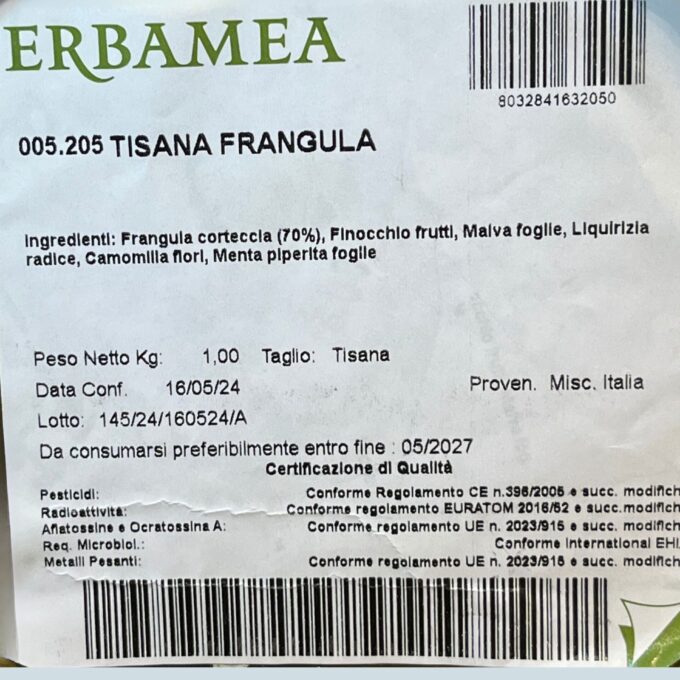 ERBAMEA
8032841632050
005.205 TISANA FRANGULA
Ingredienti: Frangula corteccia (70%), Finocchio frutti, Malva foglie, Liquirizia
radice, Camomilla fiori, Menta piperita foglie
Peso Netto Kg: 1,00 Taglio: Tisana
Data Conf. 16/05/24 Proven. Misc. Italia
Lotto: 145/24/160524/A
Da consumarsi preferibilmente entro fine : 05/2027
Certificazione di Qualità
Pesticidi: Conforme Regolamento CE n.396/2005 e succ. modifich
Radioattività: Conforme regolamento EURATOM 2016/52 e succ.modifich
Aflatossine e Ocratossina A: Conforme regolamento UE n. 2023/915 e succ. modifich
Req. Microbiol.: Conforme International EHI
Metalli Pesanti: Conforme regolamento UE n. 2023/915 e succ. modifich